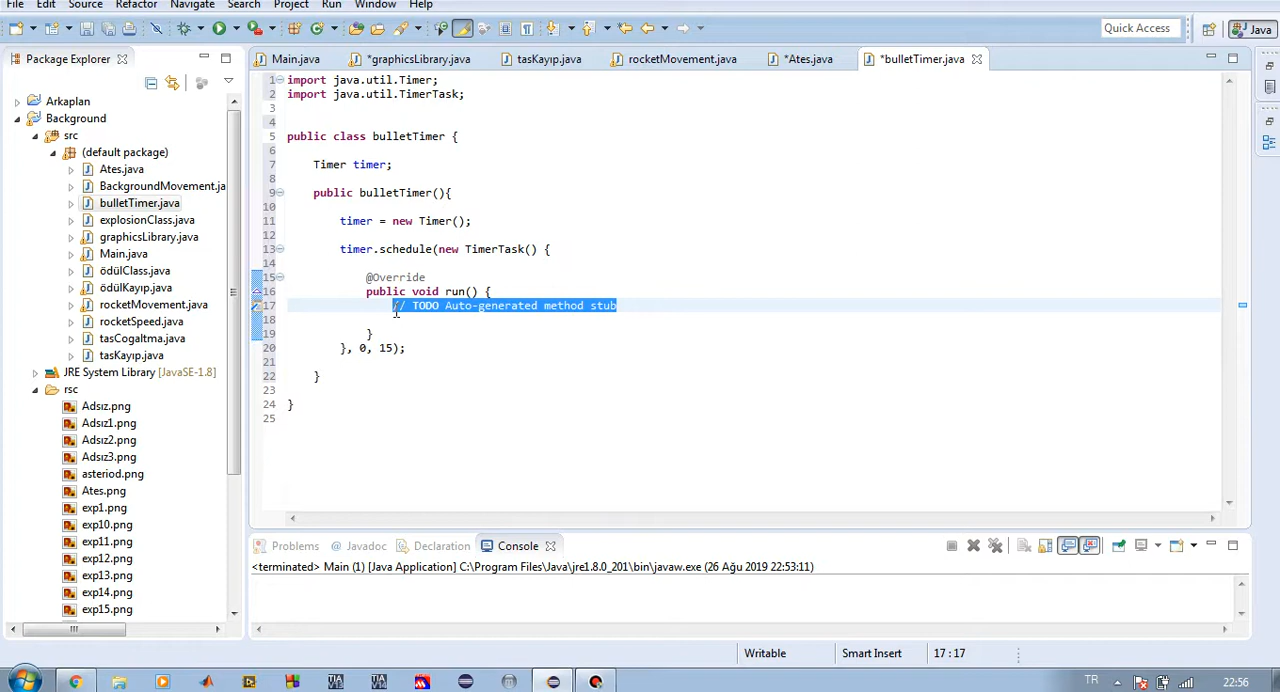 File Edit Source Refactor Navigate Search Project Run Window Help
Quick Access
Java
Package Explorer
Main.java
*graphicsLibrary.java
tasKayıp.java
rocketMovement.java
*Ates.java
*bulletTimer.java
Arkaplan
Background
src
(default package)
Ates.java
BackgroundMovement.ja
bulletTimer.java
explosionClass.java
graphicsLibrary.java
Main.java
ödülClass.java
ödülKayıp.java
rocketMovement.java
rocketSpeed.java
tasCogaltma.java
tasKayıp.java
JRE System Library [JavaSE-1.8]
rsc
Adsız.png
Adsız1.png
Adsız2.png
Adsız3.png
asteriod.png
Ates.png
exp1.png
exp10.png
exp11.png
exp12.png
exp13.png
exp14.png
exp15.png
1 import java.util.Timer;
2 import java.util.TimerTask;
3
4
5 public class bulletTimer {
6
7 Timer timer;
8
9 public bulletTimer(){
10
11 timer = new Timer();
12
13 timer.schedule(new TimerTask() {
14
15 @Override
16 public void run() {
17 // TODO Auto-generated method stub
18
19 }
20 }, 0, 15);
21
22 }
23
24 }
25
Problems @ Javadoc Declaration Console
<terminated> Main (1) [Java Application] C:\Program Files\Java\jre1.8.0_201\bin\javaw.exe (26 Ağu 2019 22:53:11)
Writable Smart Insert 17 : 17
TR 22:56